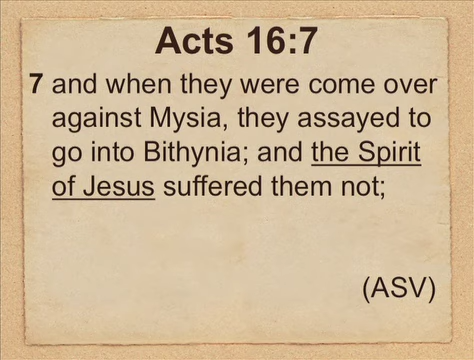 Acts 16:7
7 and when they were come over
against Mysia, they assayed to
go into Bithynia; and the Spirit
of Jesus suffered them not;
(ASV)